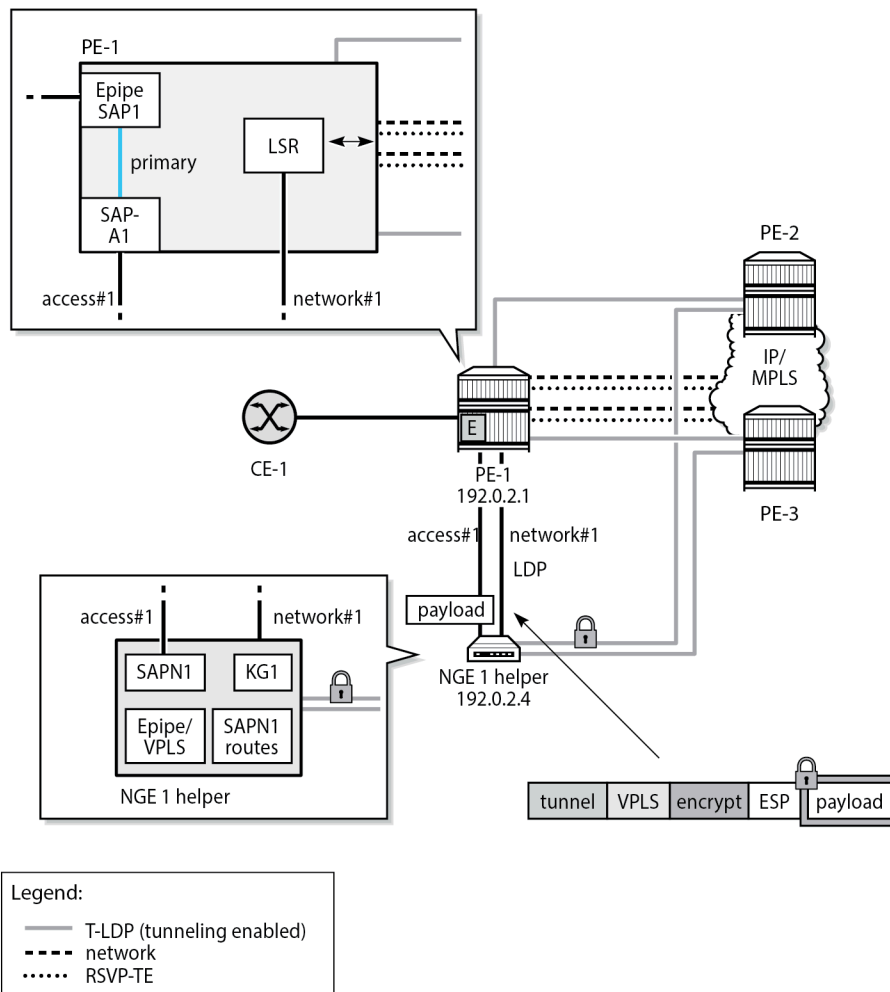 PE-1
Epipe
SAP1
LSR
primary
SAP-
A1
access#1
network#1
PE-2
IP/
MPLS
E
CE-1
PE-1
192.0.2.1
PE-3
access#1
network#1
LDP
payload
NGE 1 helper
192.0.2.4
access#1
network#1
SAPN1
KG1
Epipe/
VPLS
SAPN1
routes
NGE 1 helper
tunnel VPLS encrypt ESP payload
Legend:
T-LDP (tunneling enabled)
network
RSVP-TE